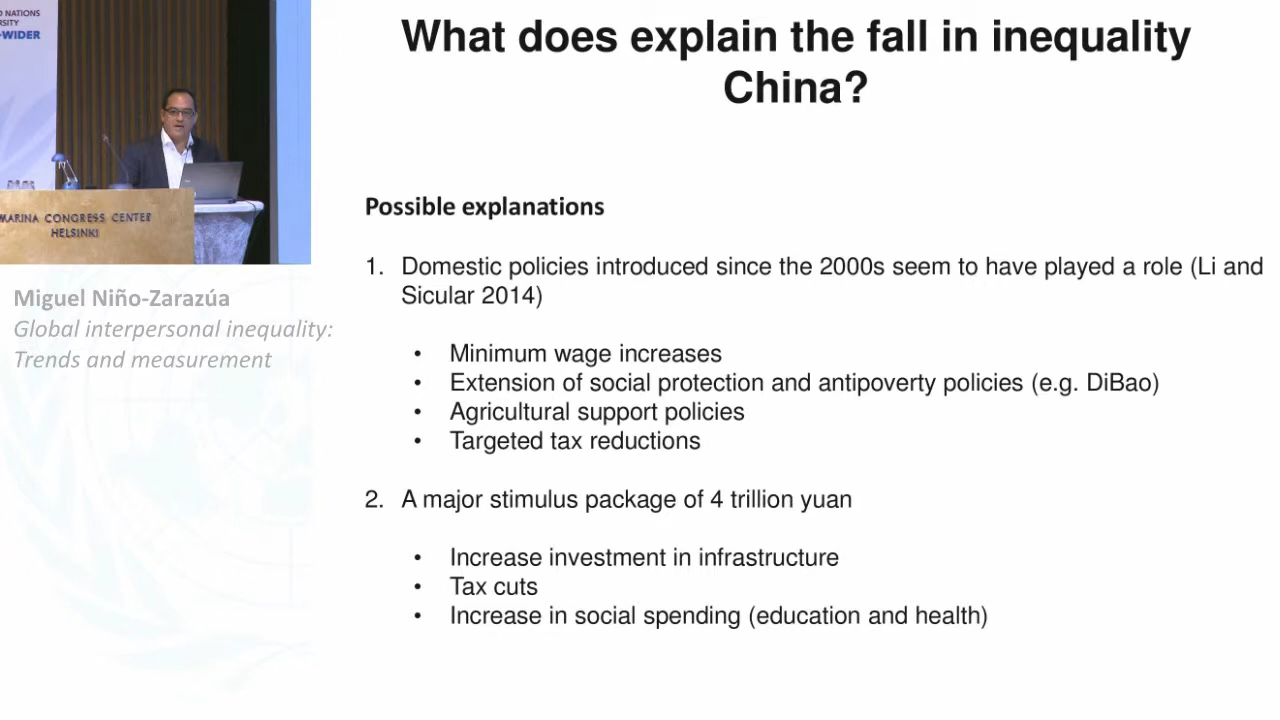 D NATIONS
RSITY
-WIDER
MARINA CONGRESS CENTER
HELSINKI
Miguel Niño-Zarazúa
Global interpersonal inequality:
Trends and measurement
What does explain the fall in inequality
China?
Possible explanations
1. Domestic policies introduced since the 2000s seem to have played a role (Li and
Sicular 2014)
• Minimum wage increases
• Extension of social protection and antipoverty policies (e.g. DiBao)
• Agricultural support policies
• Targeted tax reductions
2. A major stimulus package of 4 trillion yuan
• Increase investment in infrastructure
• Tax cuts
• Increase in social spending (education and health)